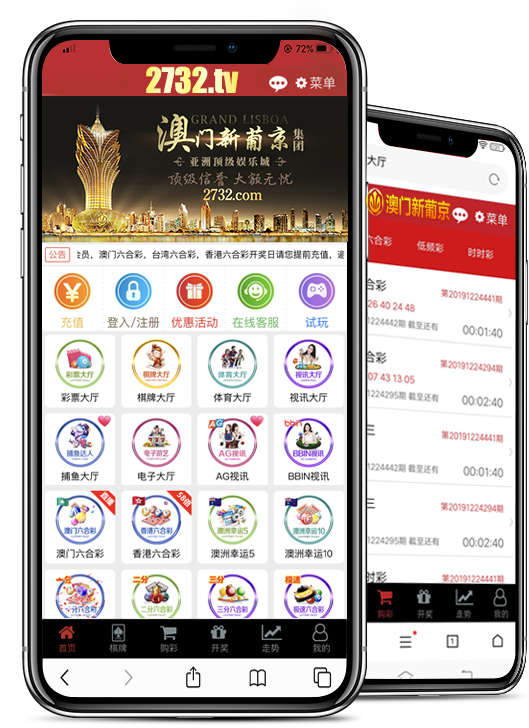 72%
2732.tv
菜单
GRAND LISBOA
澳门新葡京集团
亚洲顶级娱乐城
顶级信誉 大额无忧
2732.com
公告
会员，澳门六合彩，台湾六合彩，香港六合彩开奖日请您提前充值，避
充值
登入/注册
优惠活动
在线客服
试玩
彩票大厅
棋牌大厅
体育大厅
视讯大厅
彩票大厅
棋牌大厅
体育大厅
视讯大厅
捕鱼达人
电子游艺
AG
AG视讯
bbin
BBIN视讯
捕鱼大厅
电子大厅
AG视讯
BBIN视讯
直播
58倍
澳门六合彩
香港六合彩
澳洲幸运5
澳洲幸运10
澳门六合彩
香港六合彩
澳洲幸运5
澳洲幸运10
一分
二分
三分
极速
分六合彩
二分六合彩
三分六合彩
极速六合彩
首页
棋牌
购彩
开奖
走势
我的
大厅
澳门新葡京
菜单
六合彩
低频彩
时时彩
合彩
第20191224441期
26 40 24 48
1224442期 截至还有
00:01:40
合彩
第20191224294期
07 43 13 05
1224295期 截至还有
00:02:40
三
第20191224441期
1224442期 截至还有
00:01:40
三
第20191224294期
1224295期 截至还有
00:02:40
时彩
第20191224441期
购彩
开奖
走势
我的
1